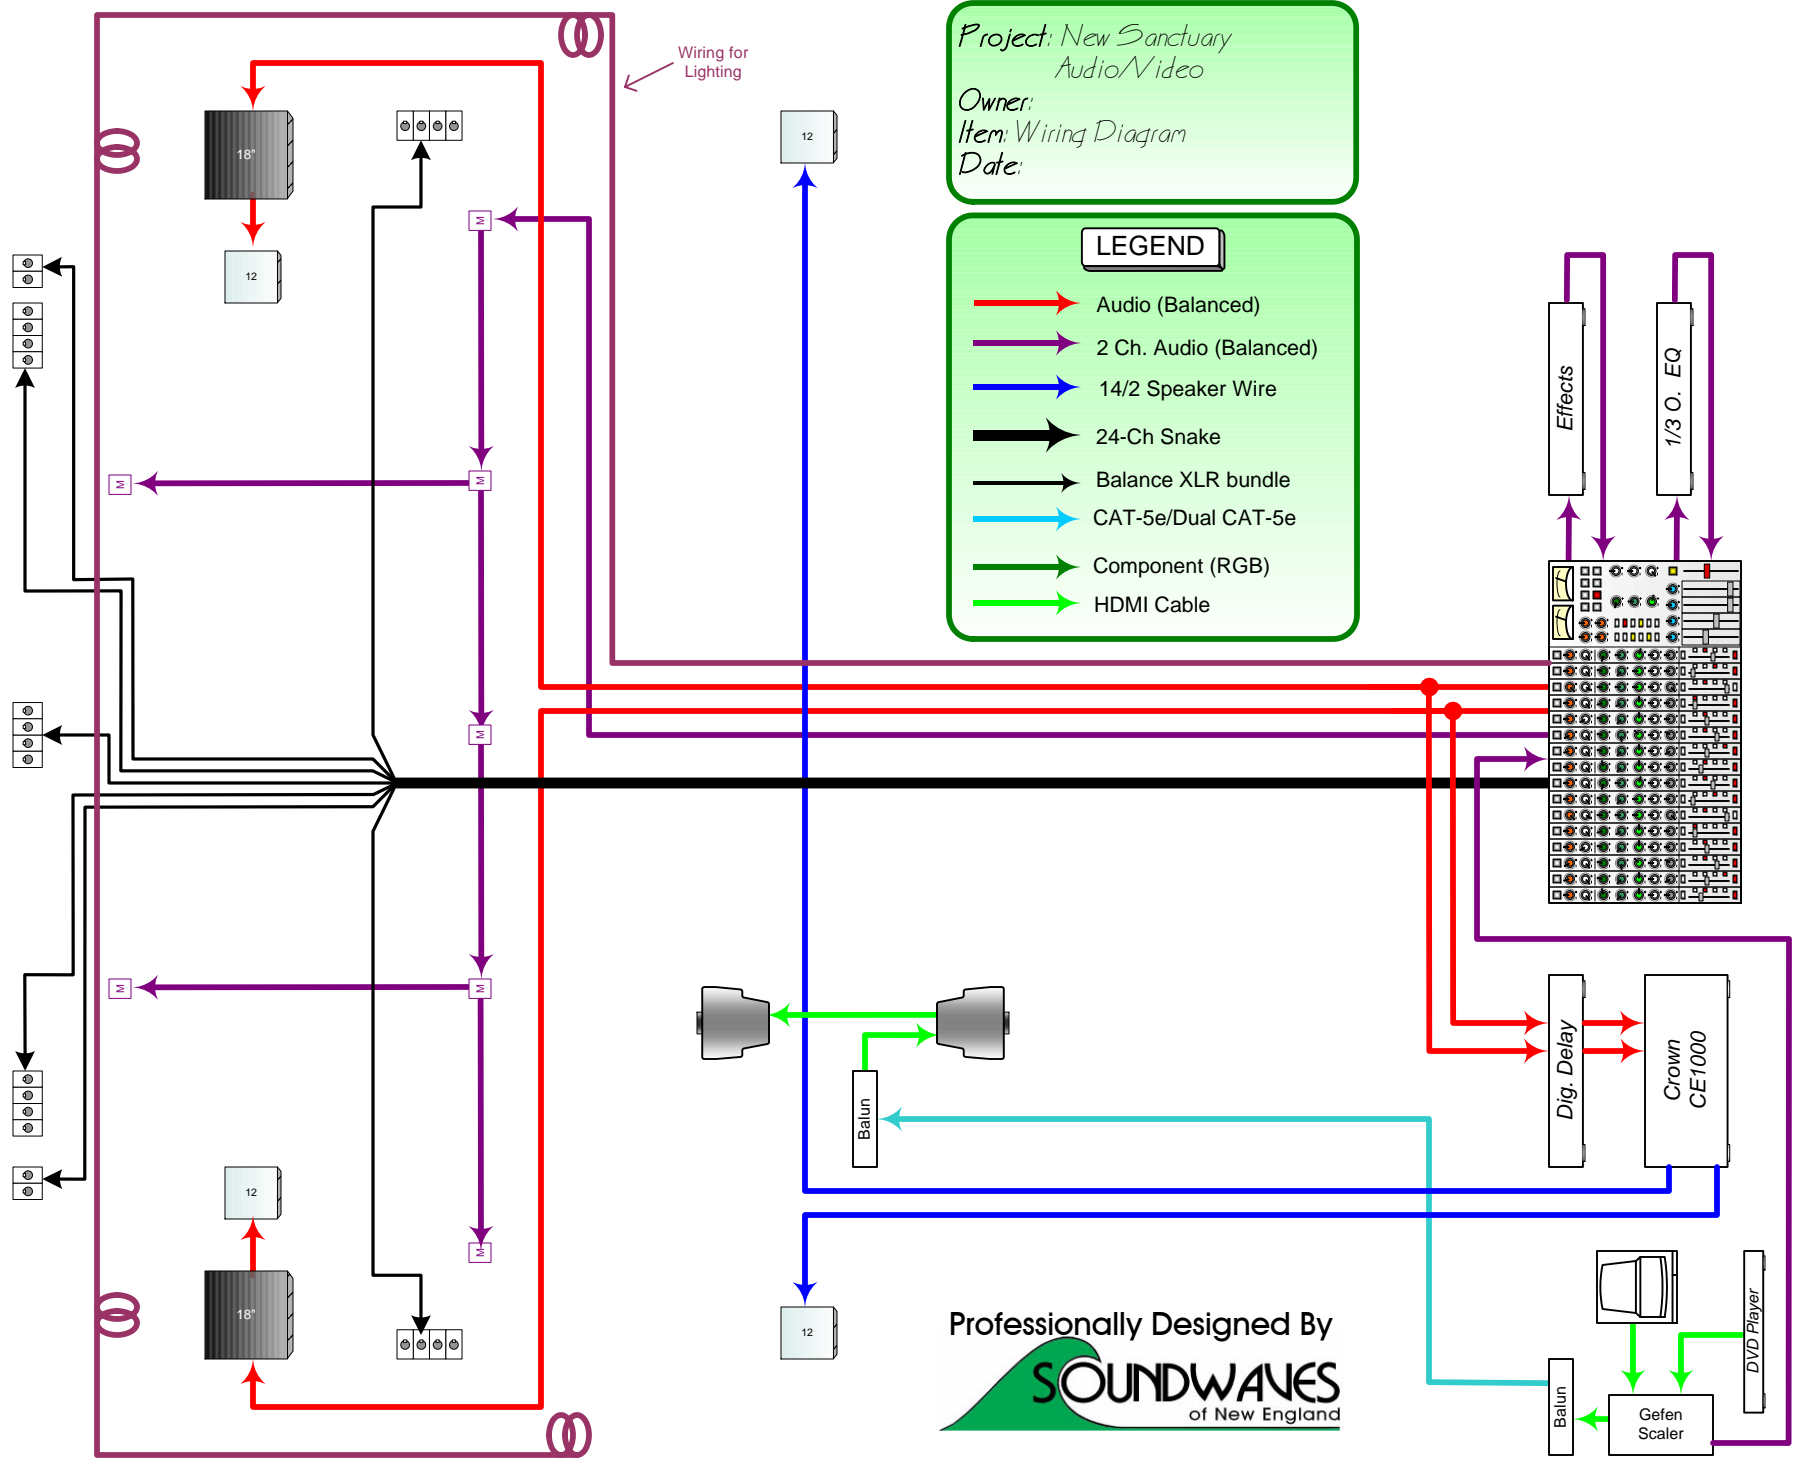 Project: New Sanctuary
Audio/Video
Owner:
Item: Wiring Diagram
Date:
LEGEND
Audio (Balanced)
2 Ch. Audio (Balanced)
14/2 Speaker Wire
24-Ch Snake
Balance XLR bundle
CAT-5e/Dual CAT-5e
Component (RGB)
HDMI Cable
Wiring for
Lighting
18"
12
12
M
M
M
M
M
M
M
12
18"
12
Effects
1/3 O. EQ
Dig. Delay
Crown
CE1000
Balun
DVD Player
Balun
Gefen
Scaler
Professionally Designed By
SOUNDWAVES
of New England